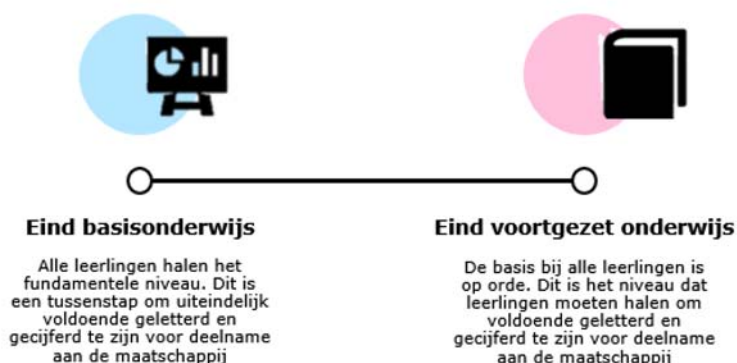 Eind basisonderwijs
Alle leerlingen halen het
fundamentele niveau. Dit is
een tussenstap om uiteindelijk
voldoende geletterd en
gecijferd te zijn voor deelname
aan de maatschappij
Eind voortgezet onderwijs
De basis bij alle leerlingen is
op orde. Dit is het niveau dat
leerlingen moeten halen om
voldoende geletterd en
gecijferd te zijn voor deelname
aan de maatschappij